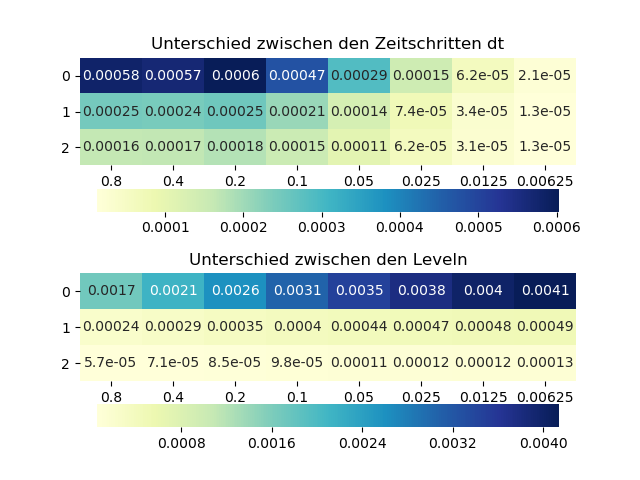 Unterschied zwischen den Zeitschritten dt
0 0.00058 0.00057 0.0006 0.00047 0.00029 0.00015 6.2e-05 2.1e-05
1 0.00025 0.00024 0.00025 0.00021 0.00014 7.4e-05 3.4e-05 1.3e-05
2 0.00016 0.00017 0.00018 0.00015 0.00011 6.2e-05 3.1e-05 1.3e-05
0.8 0.4 0.2 0.1 0.05 0.025 0.0125 0.00625
0.0001 0.0002 0.0003 0.0004 0.0005 0.0006
Unterschied zwischen den Leveln
0 0.0017 0.0021 0.0026 0.0031 0.0035 0.0038 0.004 0.0041
1 0.00024 0.00029 0.00035 0.0004 0.00044 0.00047 0.00048 0.00049
2 5.7e-05 7.1e-05 8.5e-05 9.8e-05 0.00011 0.00012 0.00012 0.00013
0.8 0.4 0.2 0.1 0.05 0.025 0.0125 0.00625
0.0008 0.0016 0.0024 0.0032 0.0040